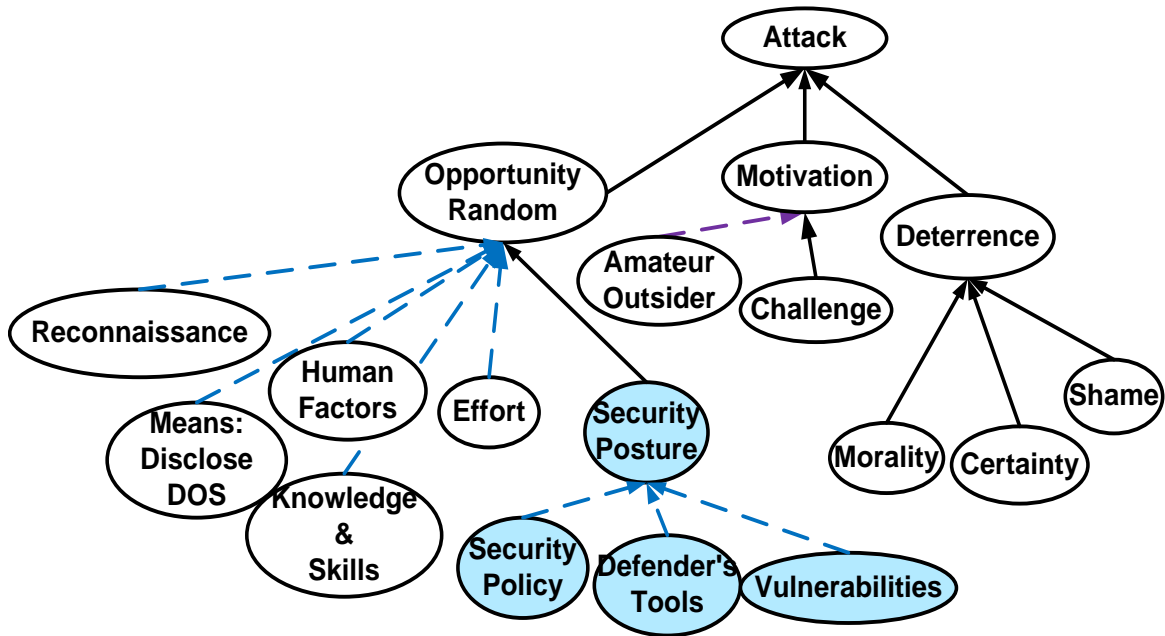 Attack
Opportunity
Random
Motivation
Deterrence
Amateur
Outsider
Challenge
Reconnaissance
Human
Factors
Effort
Means:
Disclose
DOS
Knowledge
&
Skills
Security
Posture
Shame
Morality
Certainty
Security
Policy
Defender's
Tools
Vulnerabilities